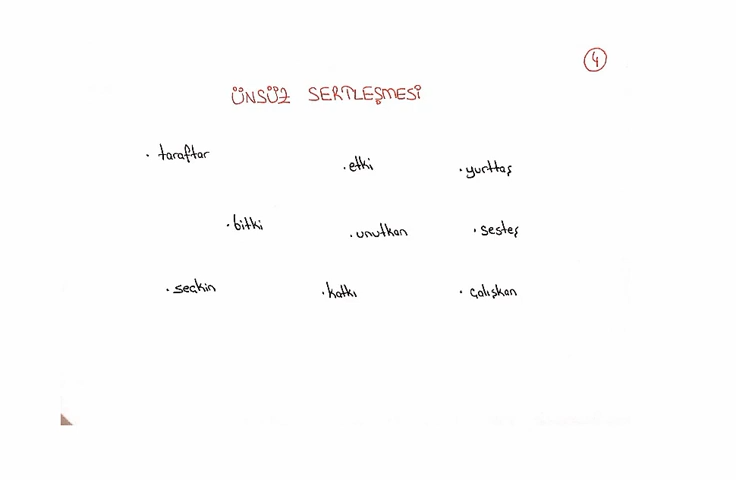 4
ÜNSÜZ SERTLEŞMESİ
· taraftar · etki · yurttaş
· bitki · unutkan · sesteş
· seçkin · katkı · çalışkan